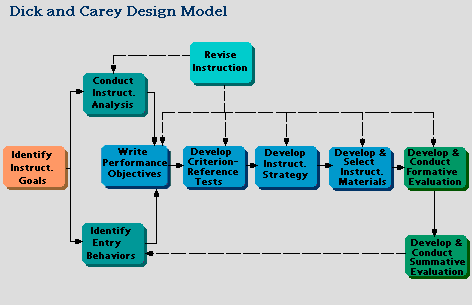 Dick and Carey Design Model
Revise
Instruction
Conduct
Instruct.
Analysis
Identify
Instruct.
Goals
Write
Performance
Objectives
Develop
Criterion-
Reference
Tests
Develop
Instruct.
Strategy
Develop &
Select
Instruct.
Materials
Develop &
Conduct
Formative
Evaluation
Identify
Entry
Behaviors
Develop &
Conduct
Summative
Evaluation